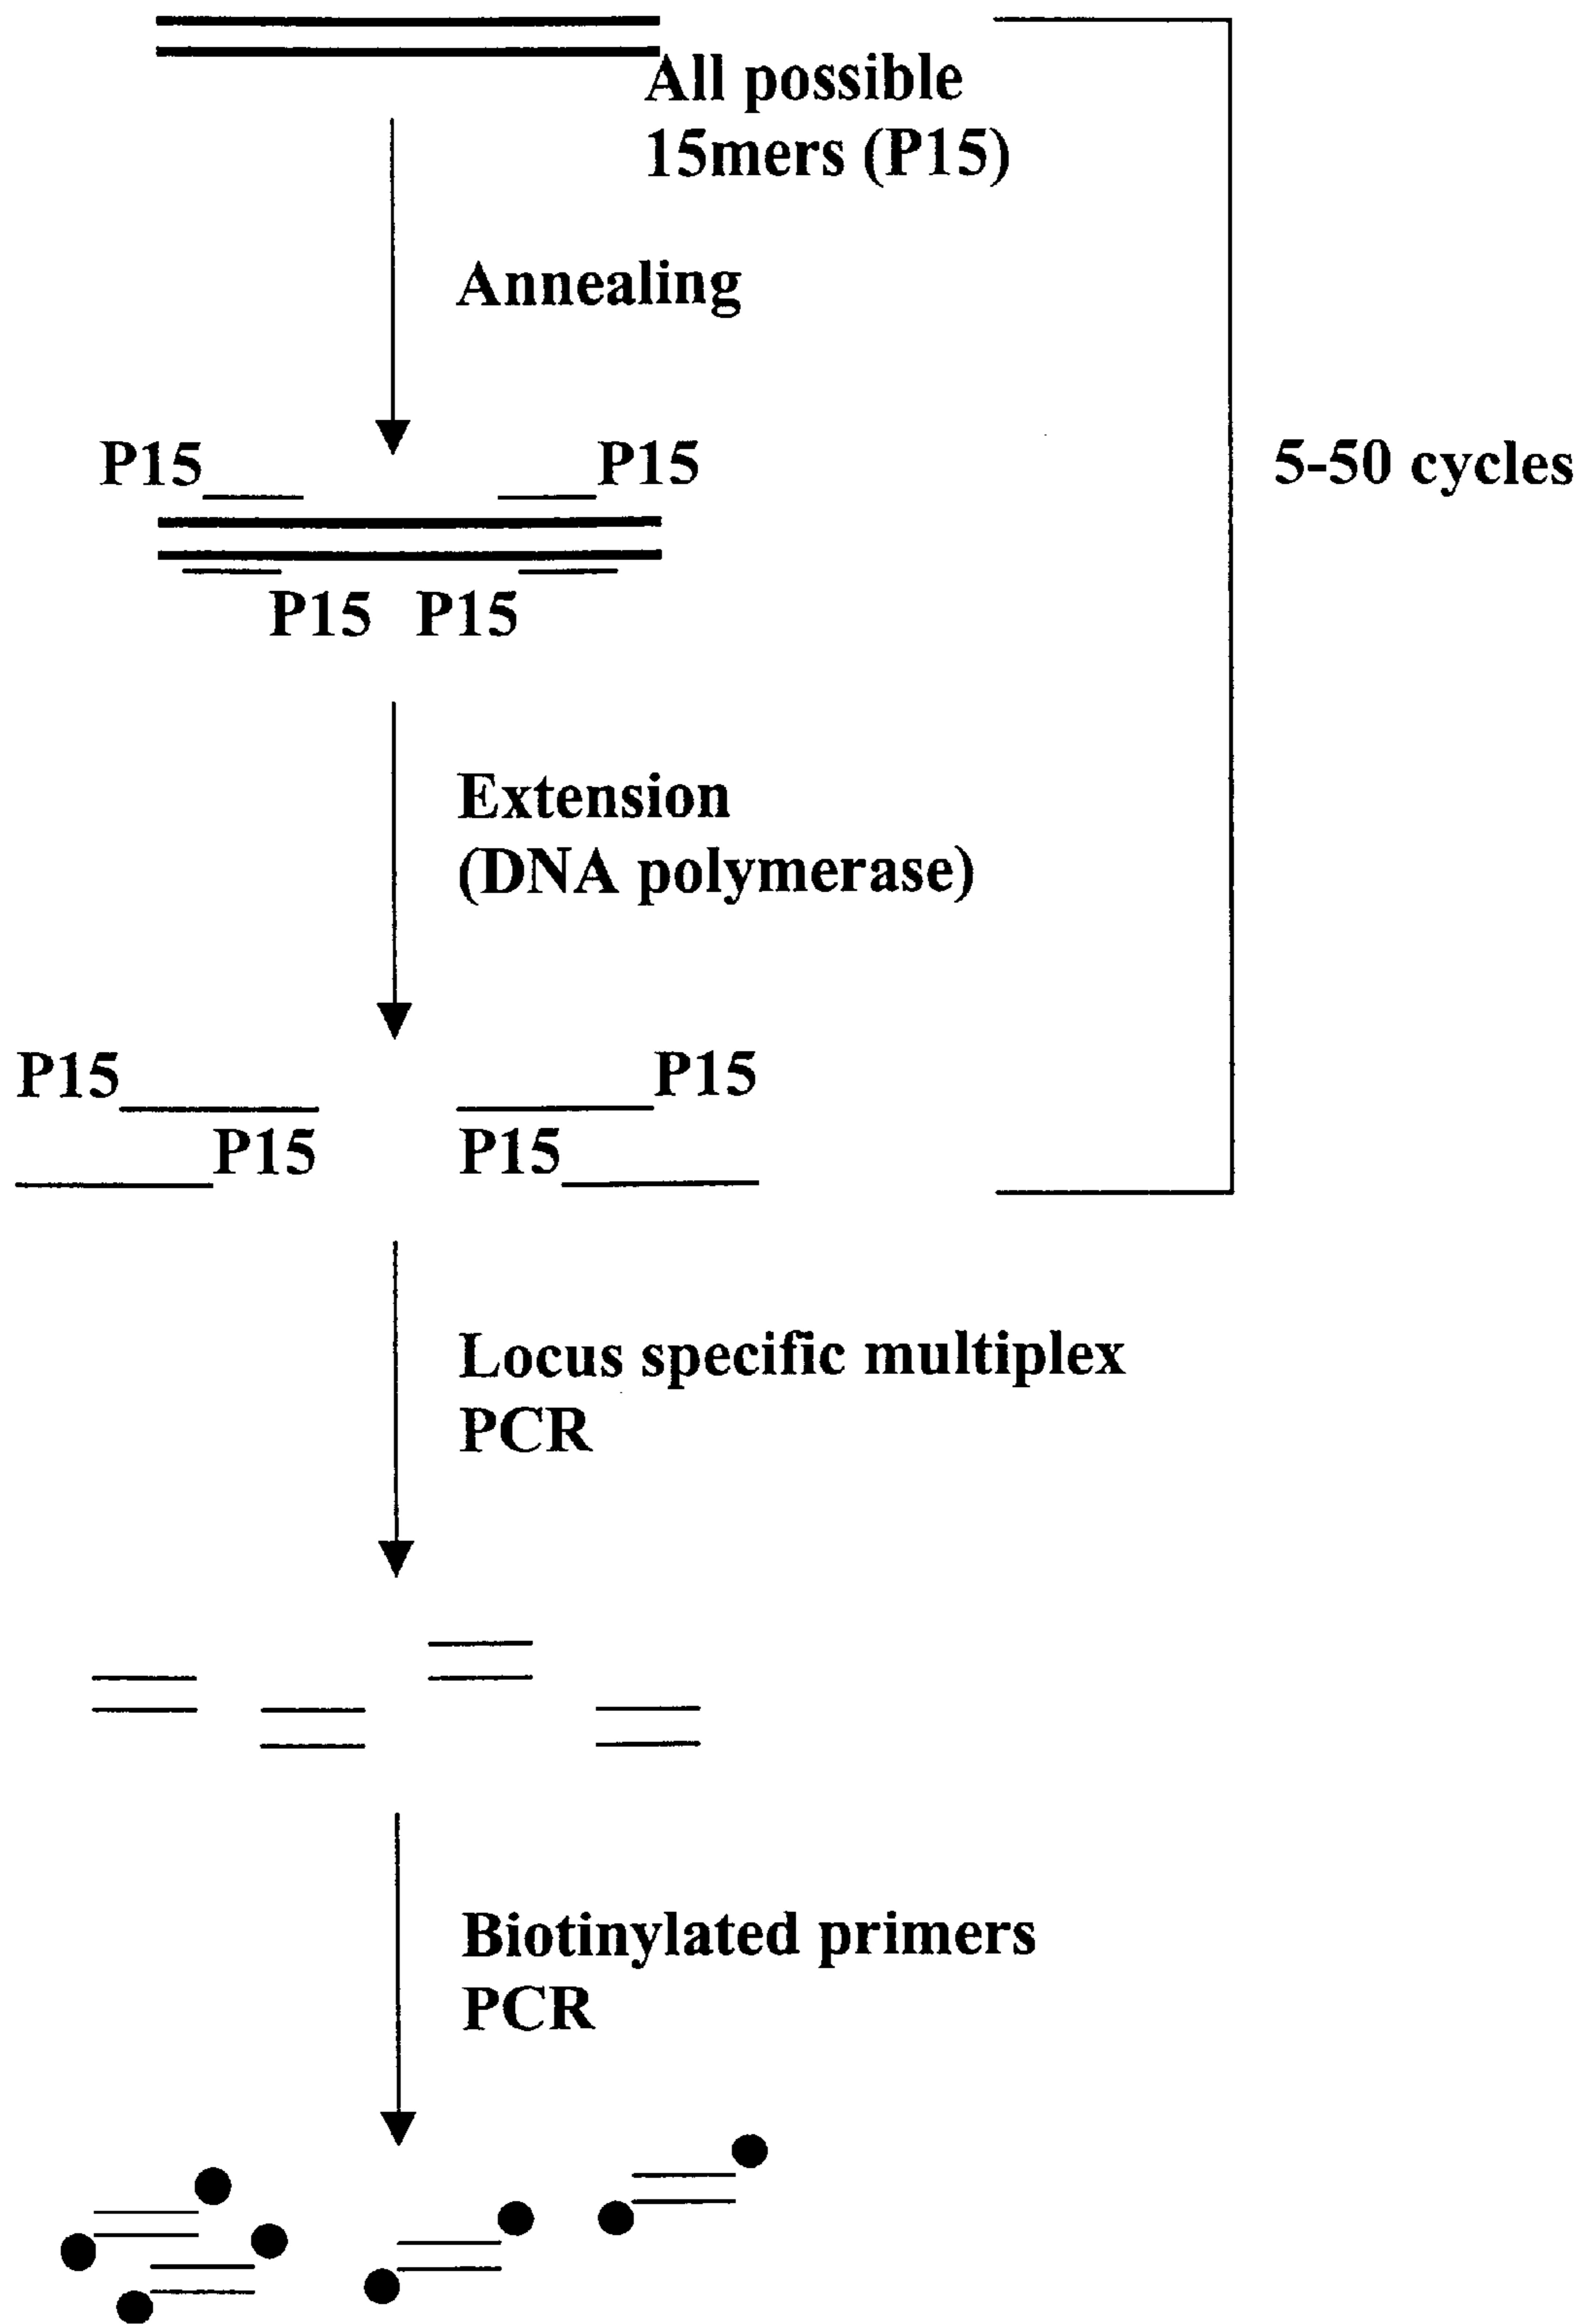 All possible
15mers (P15)
Annealing
P15 P15
5-50 cycles
P15 P15
Extension
(DNA polymerase)
P15 P15
P15 P15
Locus specific multiplex
PCR
Biotinylated primers
PCR